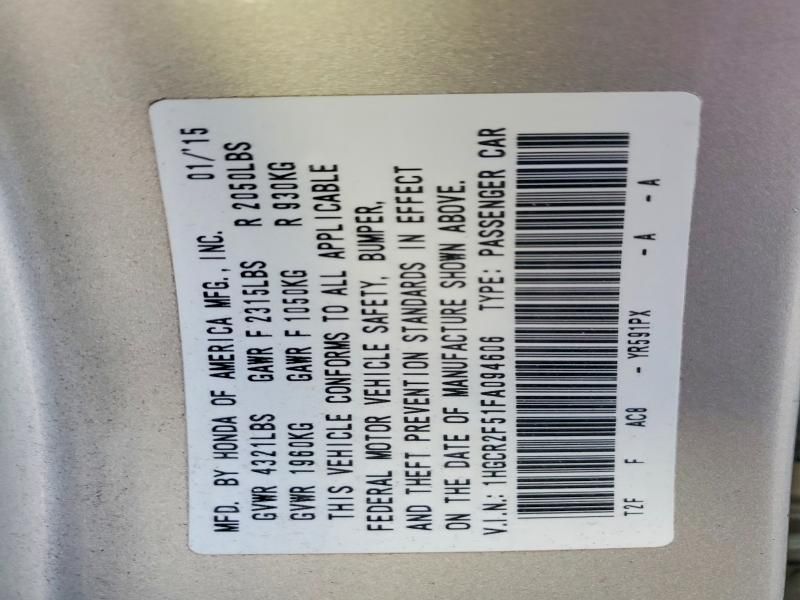 MFD. BY HONDA OF AMERICA MFG., INC. 01/'15
GVWR 4321LBS GAWR F 2315LBS R 2050LBS
GVWR 1960KG GAWR F 1050KG R 930KG
THIS VEHICLE CONFORMS TO ALL APPLICABLE
FEDERAL MOTOR VEHICLE SAFETY, BUMPER,
AND THEFT PREVENTION STANDARDS IN EFFECT
ON THE DATE OF MANUFACTURE SHOWN ABOVE.
V.I.N.: 1HGCR2F51FA094606 TYPE: PASSENGER CAR
T2F F AC8 - YR591PX - A - A